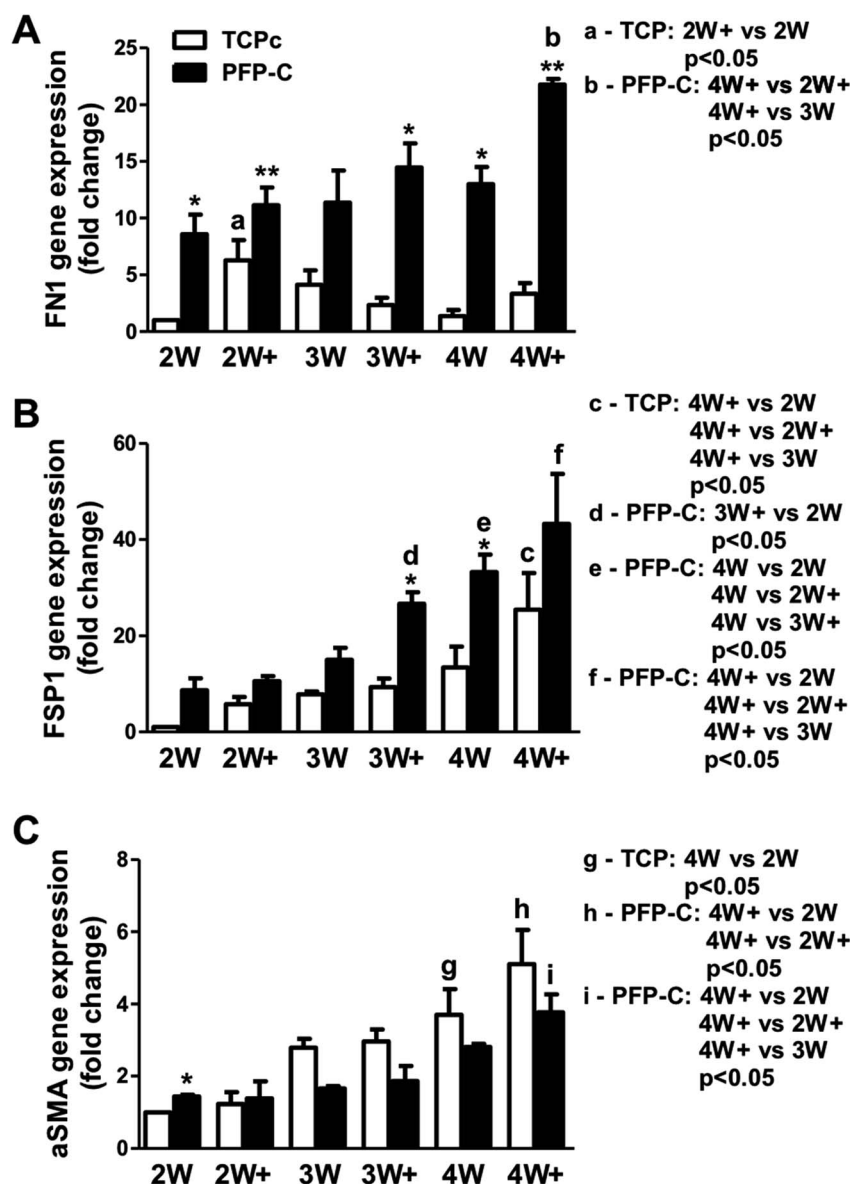 A
TCPc
PFP-C
FN1 gene expression
(fold change)
25
20
15
10
5
0
*
a
**
*
*
b
**
2W 2W+ 3W 3W+ 4W 4W+
a - TCP: 2W+ vs 2W
p<0.05
b - PFP-C: 4W+ vs 2W+
4W+ vs 3W
p<0.05
B
FSP1 gene expression
(fold change)
60
40
20
0
d
*
e
*
c
f
2W 2W+ 3W 3W+ 4W 4W+
c - TCP: 4W+ vs 2W
4W+ vs 2W+
4W+ vs 3W
p<0.05
d - PFP-C: 3W+ vs 2W
p<0.05
e - PFP-C: 4W vs 2W
4W vs 2W+
4W vs 3W+
p<0.05
f - PFP-C: 4W+ vs 2W
4W+ vs 2W+
4W+ vs 3W
p<0.05
C
aSMA gene expression
(fold change)
8
6
4
2
0
*
g
h
i
2W 2W+ 3W 3W+ 4W 4W+
g - TCP: 4W vs 2W
p<0.05
h - PFP-C: 4W+ vs 2W
4W+ vs 2W+
p<0.05
i - PFP-C: 4W+ vs 2W
4W+ vs 2W+
4W+ vs 3W
p<0.05